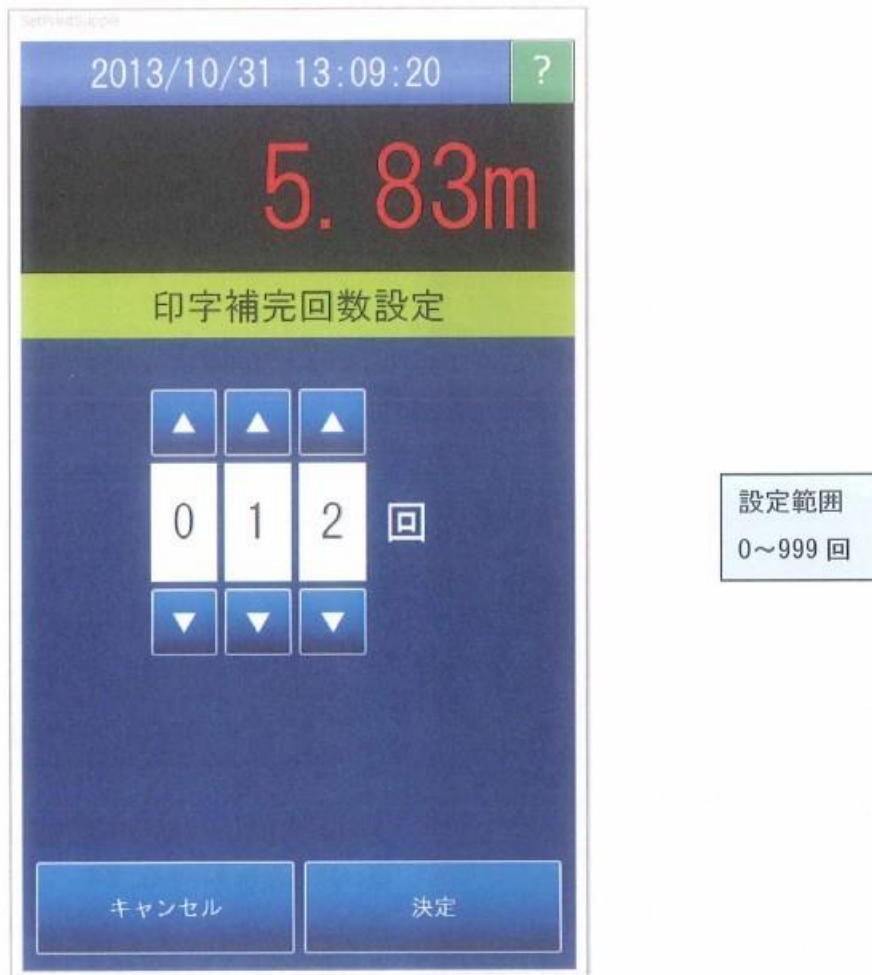 SetPrintSupple
2013/10/31 13:09:20 ?
5. 83m
印字補完回数設定
▲ ▲ ▲
0 1 2 回
▼ ▼ ▼
キャンセル 決定
設定範囲
0～999 回